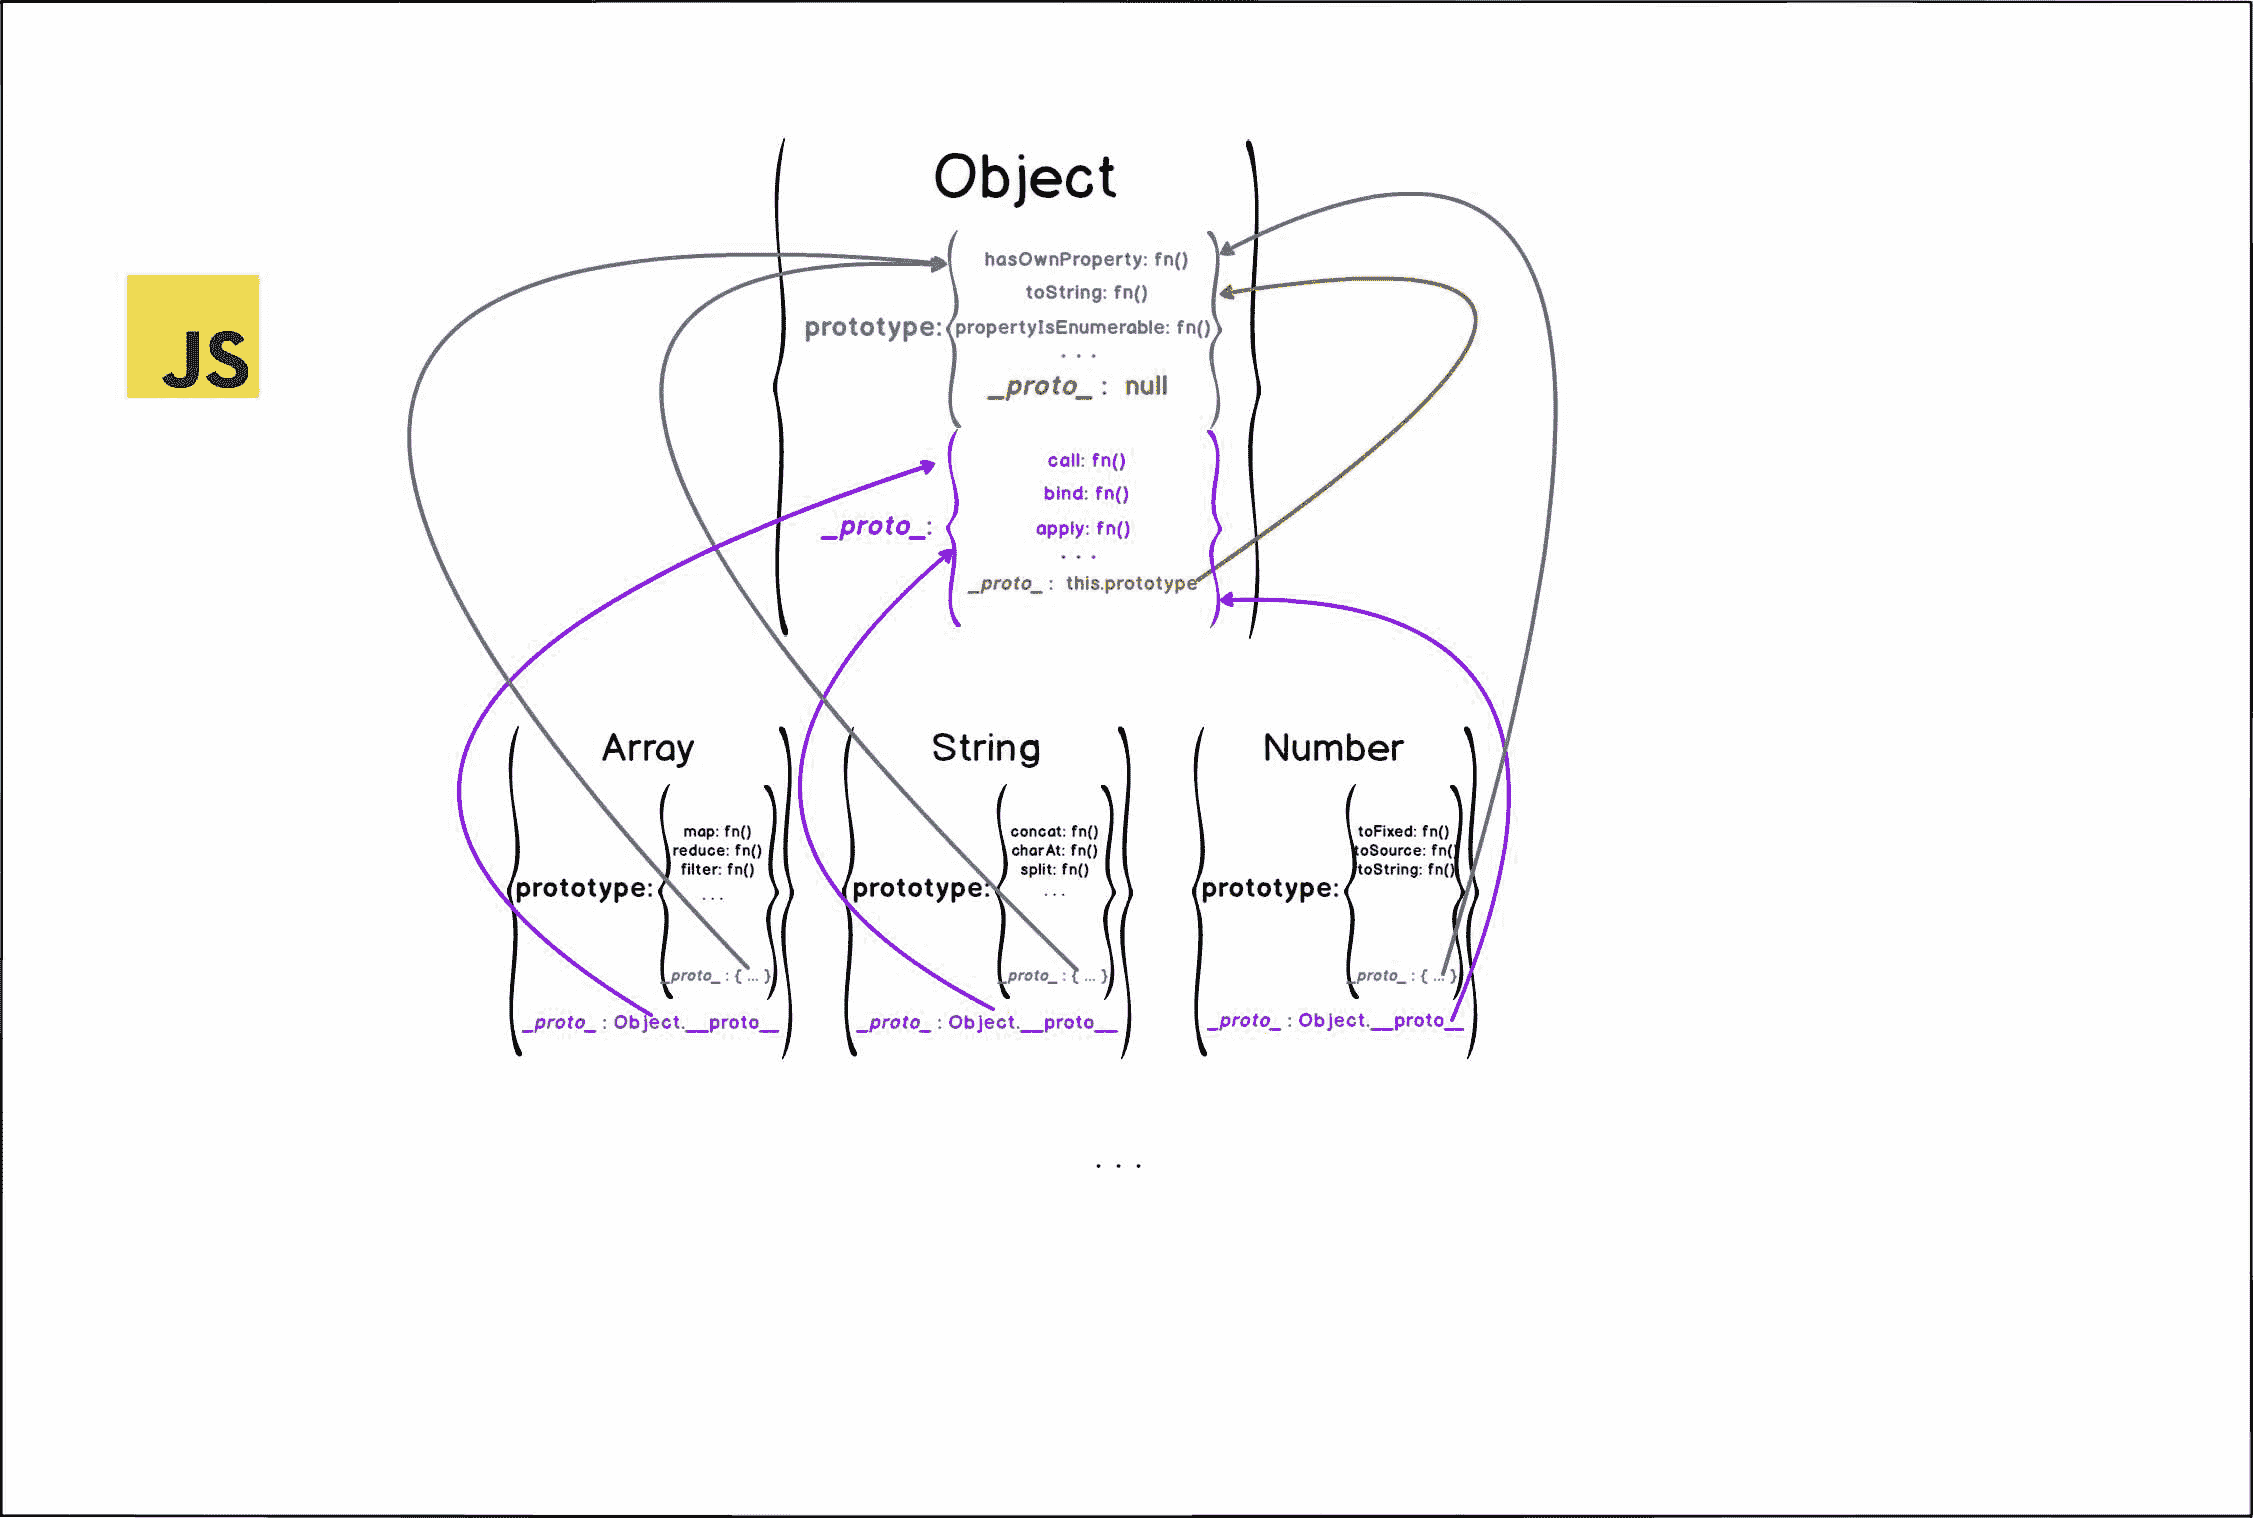 Object
JS
hasOwnProperty: fn()
toString: fn()
prototype: propertyIsEnumerable: fn()
...
_proto_ : null
call: fn()
bind: fn()
_proto_: apply: fn()
...
_proto_ : this.prototype
Array
map: fn()
reduce: fn()
filter: fn()
prototype:
...
_proto_ : { ... }
_proto_ : Object.__proto__
String
concat: fn()
charAt: fn()
split: fn()
prototype:
...
_proto_ : { ... }
_proto_ : Object.__proto__
Number
toFixed: fn()
toSource: fn()
toString: fn()
prototype:
_proto_ : { ... }
_proto_ : Object.__proto__
...